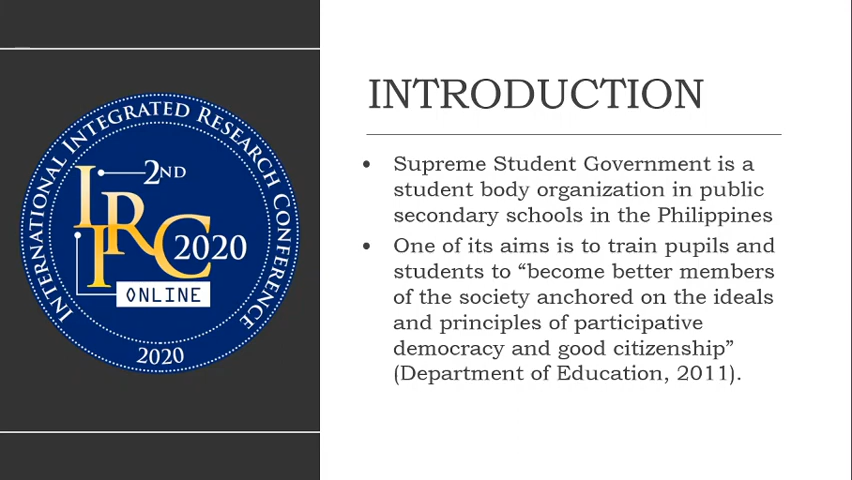 INTERNATIONAL INTEGRATED RESEARCH CONFERENCE
2ND
IIRC 2020
ONLINE
2020
INTRODUCTION
• Supreme Student Government is a
student body organization in public
secondary schools in the Philippines
• One of its aims is to train pupils and
students to “become better members
of the society anchored on the ideals
and principles of participative
democracy and good citizenship”
(Department of Education, 2011).